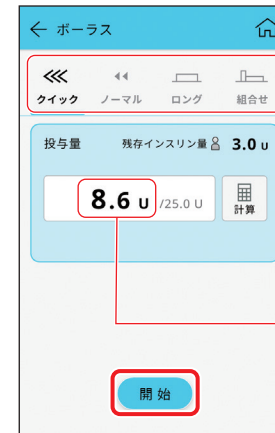 ← ボーラス
クイック ノーマル ロング 組合せ
投与量 残存インスリン量 3.0 U
8.6 U /25.0 U 計算
開始